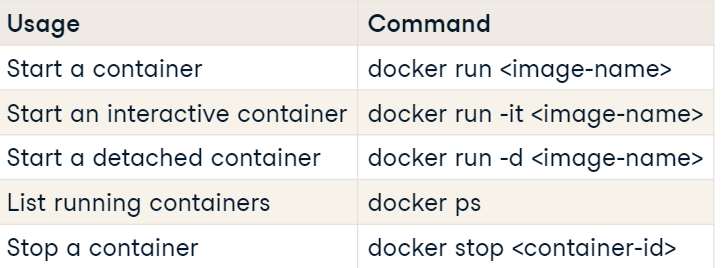 Usage Command
Start a container docker run <image-name>
Start an interactive container docker run -it <image-name>
Start a detached container docker run -d <image-name>
List running containers docker ps
Stop a container docker stop <container-id>